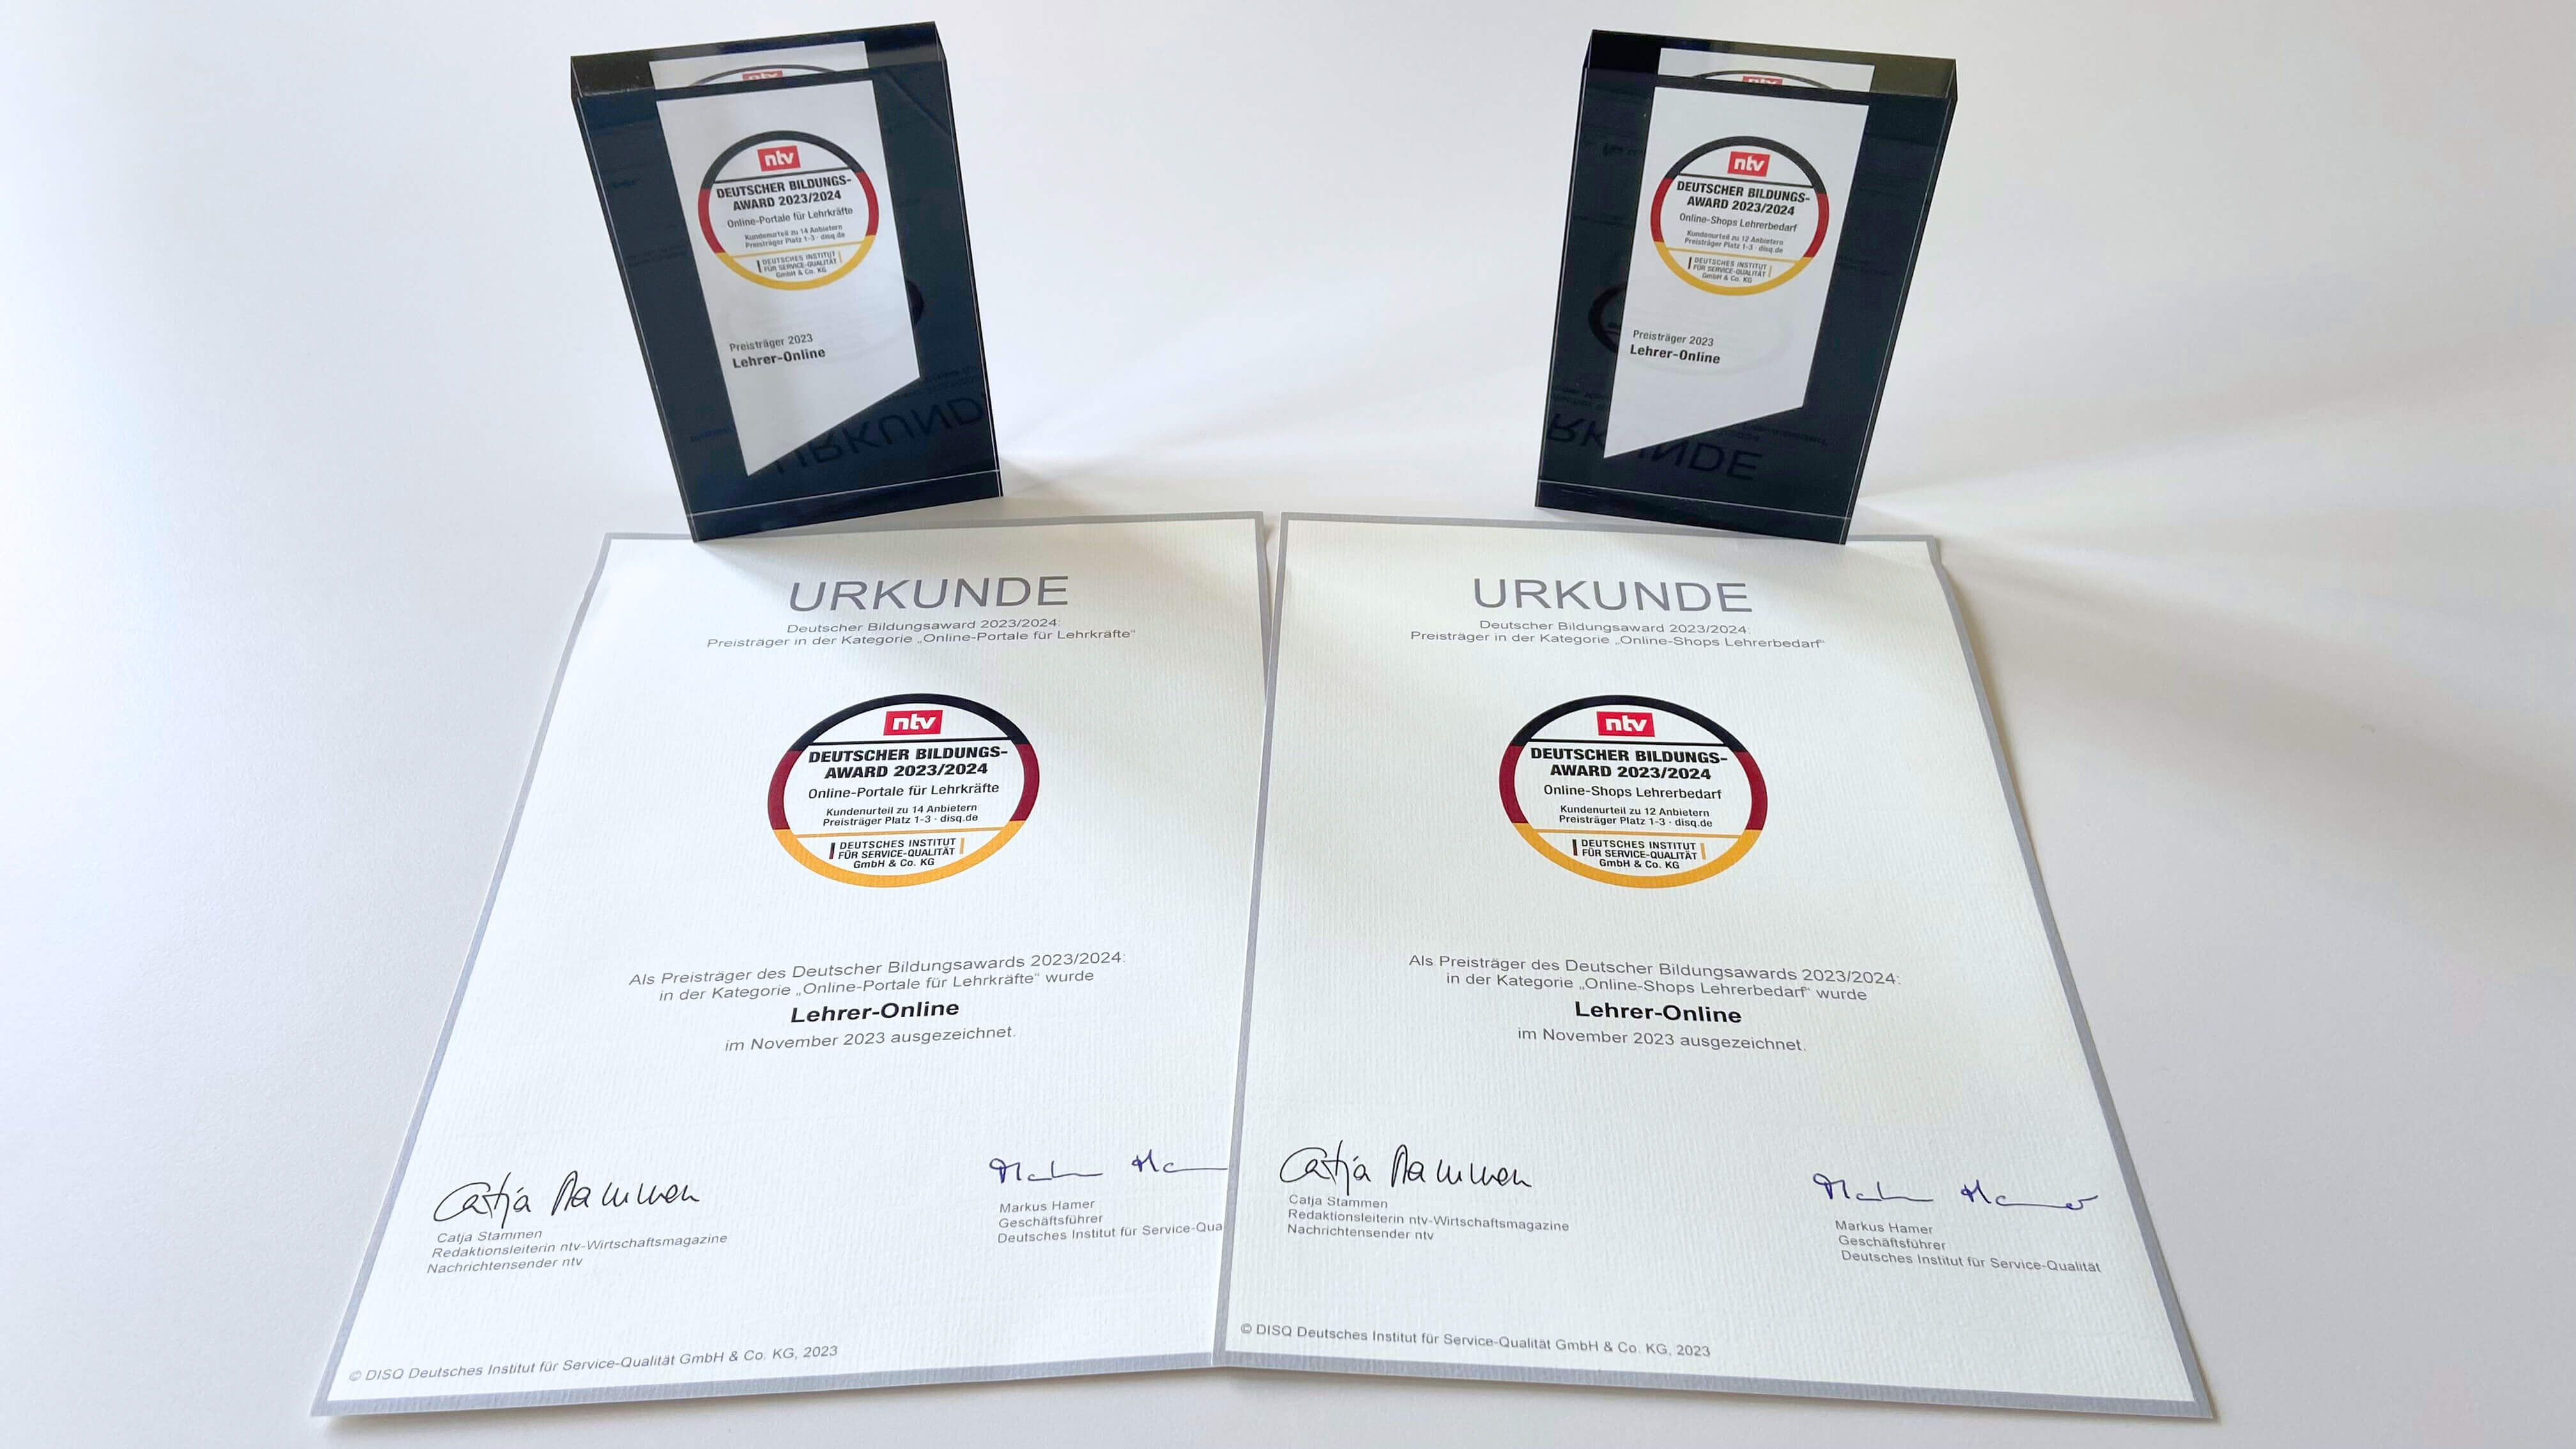 ntv
DEUTSCHER BILDUNGS-
AWARD 2023/2024
Online-Portale für Lehrkräfte
Kundenurteil zu 14 Anbietern
Preisträger Platz 1-3 · disq.de
DEUTSCHES INSTITUT
FÜR SERVICE-QUALITÄT
GmbH & Co. KG
Preisträger 2023
Lehrer-Online
ntv
DEUTSCHER BILDUNGS-
AWARD 2023/2024
Online-Shops Lehrerbedarf
Kundenurteil zu 12 Anbietern
Preisträger Platz 1-3 · disq.de
DEUTSCHES INSTITUT
FÜR SERVICE-QUALITÄT
GmbH & Co. KG
Preisträger 2023
Lehrer-Online
URKUNDE
Deutscher Bildungsaward 2023/2024:
Preisträger in der Kategorie „Online-Portale für Lehrkräfte“
ntv
DEUTSCHER BILDUNGS-
AWARD 2023/2024
Online-Portale für Lehrkräfte
Kundenurteil zu 14 Anbietern
Preisträger Platz 1-3 · disq.de
DEUTSCHES INSTITUT
FÜR SERVICE-QUALITÄT
GmbH & Co. KG
Als Preisträger des Deutscher Bildungsawards 2023/2024:
in der Kategorie „Online-Portale für Lehrkräfte“ wurde
Lehrer-Online
im November 2023 ausgezeichnet.
Catja Stammen
Catja Stammen
Redaktionsleiterin ntv-Wirtschaftsmagazine
Nachrichtensender ntv
Markus Hamer
Geschäftsführer
Deutsches Institut für Service-Qua
© DISQ Deutsches Institut für Service-Qualität GmbH & Co. KG, 2023
URKUNDE
Deutscher Bildungsaward 2023/2024:
Preisträger in der Kategorie „Online-Shops Lehrerbedarf“
ntv
DEUTSCHER BILDUNGS-
AWARD 2023/2024
Online-Shops Lehrerbedarf
Kundenurteil zu 12 Anbietern
Preisträger Platz 1-3 · disq.de
DEUTSCHES INSTITUT
FÜR SERVICE-QUALITÄT
GmbH & Co. KG
Als Preisträger des Deutscher Bildungsawards 2023/2024:
in der Kategorie „Online-Shops Lehrerbedarf“ wurde
Lehrer-Online
im November 2023 ausgezeichnet.
Catja Stammen
Catja Stammen
Redaktionsleiterin ntv-Wirtschaftsmagazine
Nachrichtensender ntv
Markus Hamer
Geschäftsführer
Deutsches Institut für Service-Qualität
© DISQ Deutsches Institut für Service-Qualität GmbH & Co. KG, 2023